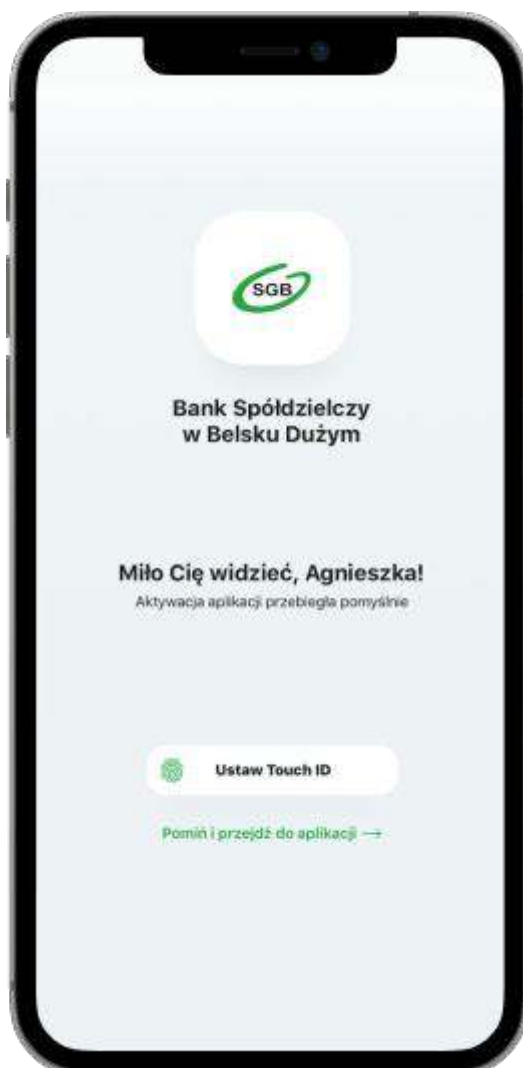 SGB
Bank Spółdzielczy
w Belsku Dużym
Miło Cię widzieć, Agnieszka!
Aktywacja aplikacji przebiegła pomyślnie
Ustaw Touch ID
Pomiń i przejdź do aplikacji →